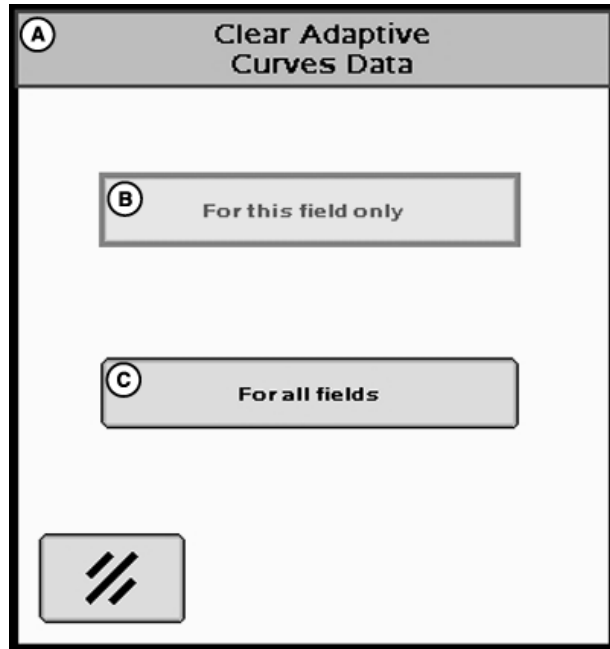 A
Clear Adaptive
Curves Data
B
For this field only
C
For all fields